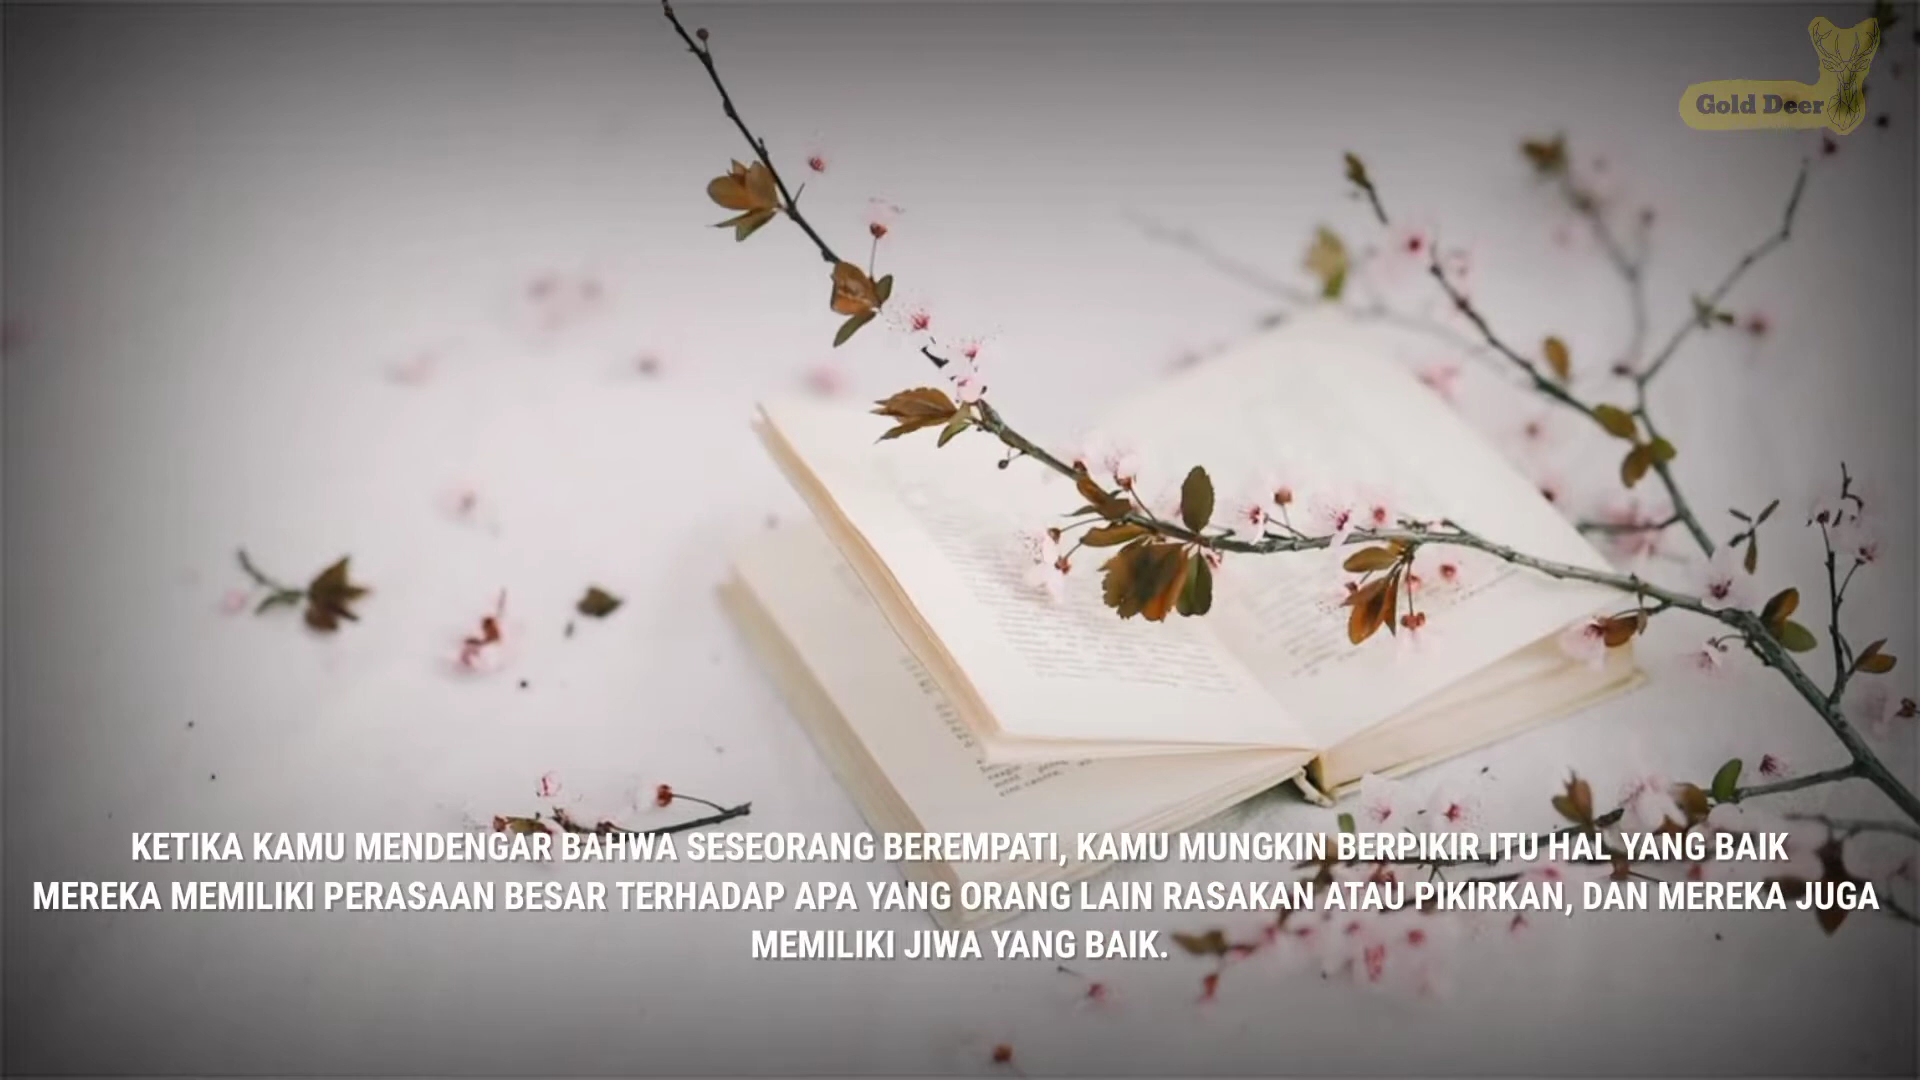 Gold Deer
KETIKA KAMU MENDENGAR BAHWA SESEORANG BEREMPATI, KAMU MUNGKIN BERPIKIR ITU HAL YANG BAIK
MEREKA MEMILIKI PERASAAN BESAR TERHADAP APA YANG ORANG LAIN RASAKAN ATAU PIKIRKAN, DAN MEREKA JUGA
MEMILIKI JIWA YANG BAIK.